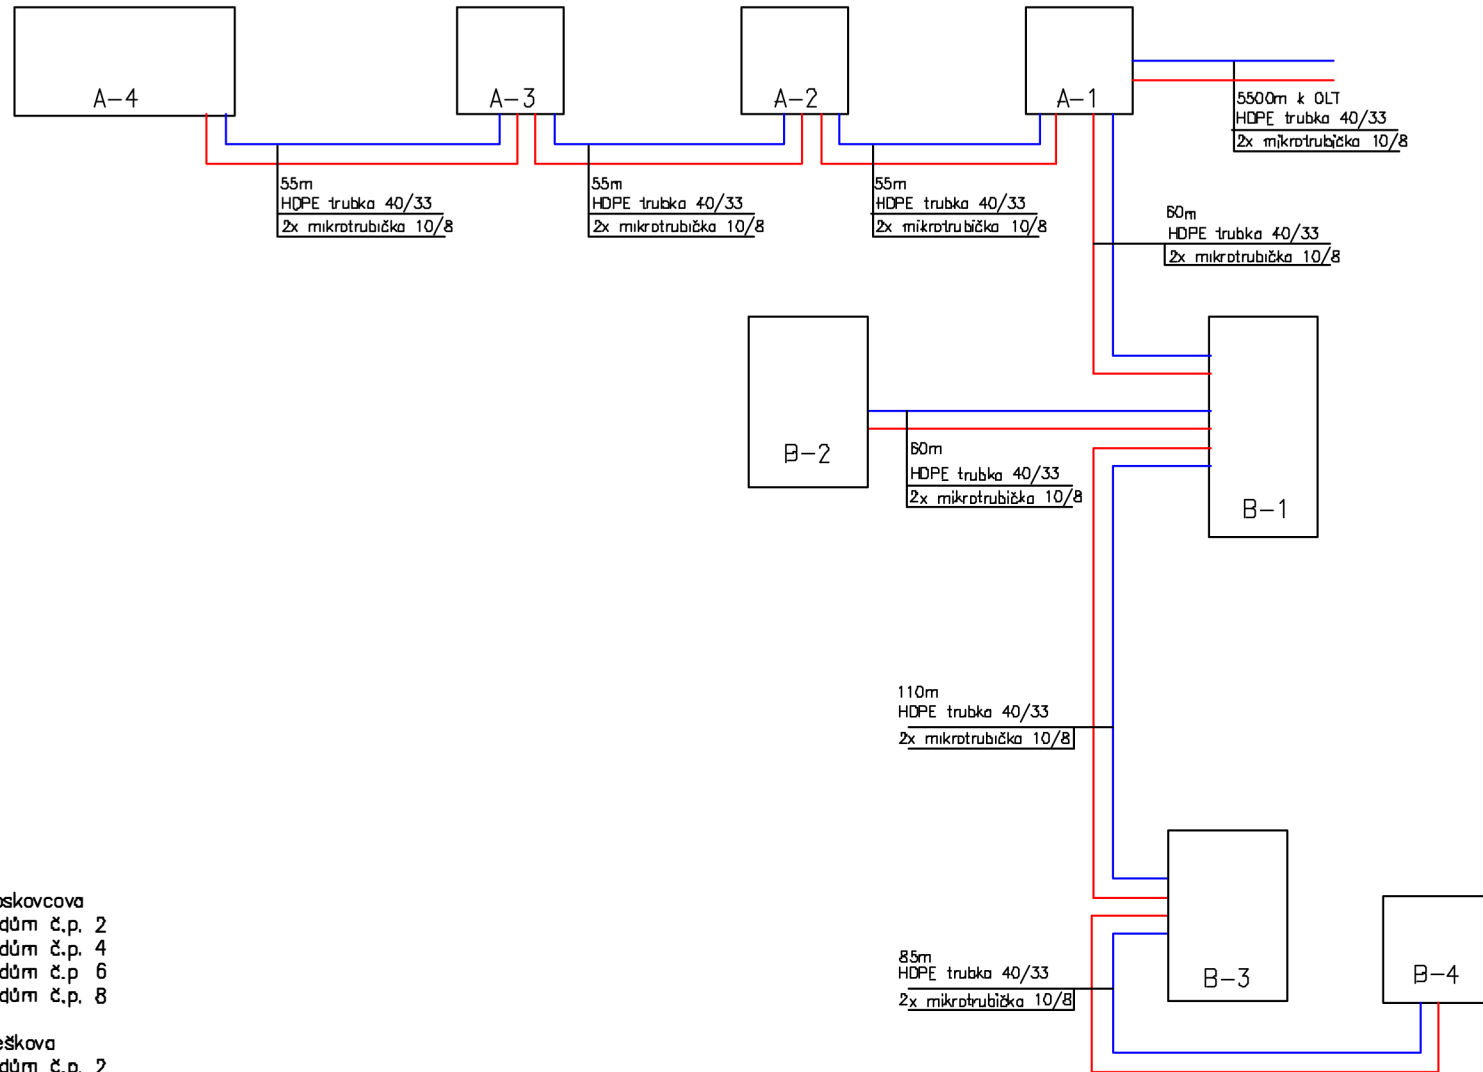 A-4
A-3
A-2
A-1
5500m k OLT
HDPE trubka 40/33
2x mikrotrubička 10/8
55m
HDPE trubka 40/33
2x mikrotrubička 10/8
55m
HDPE trubka 40/33
2x mikrotrubička 10/8
55m
HDPE trubka 40/33
2x mikrotrubička 10/8
60m
HDPE trubka 40/33
2x mikrotrubička 10/8
B-2
60m
HDPE trubka 40/33
2x mikrotrubička 10/8
B-1
110m
HDPE trubka 40/33
2x mikrotrubička 10/8
oskovcova
dům č.p. 2
dům č.p. 4
dům č.p 6
dům č.p. 8
85m
HDPE trubka 40/33
2x mikrotrubička 10/8
B-3
B-4
eškova
dům č.p. 2